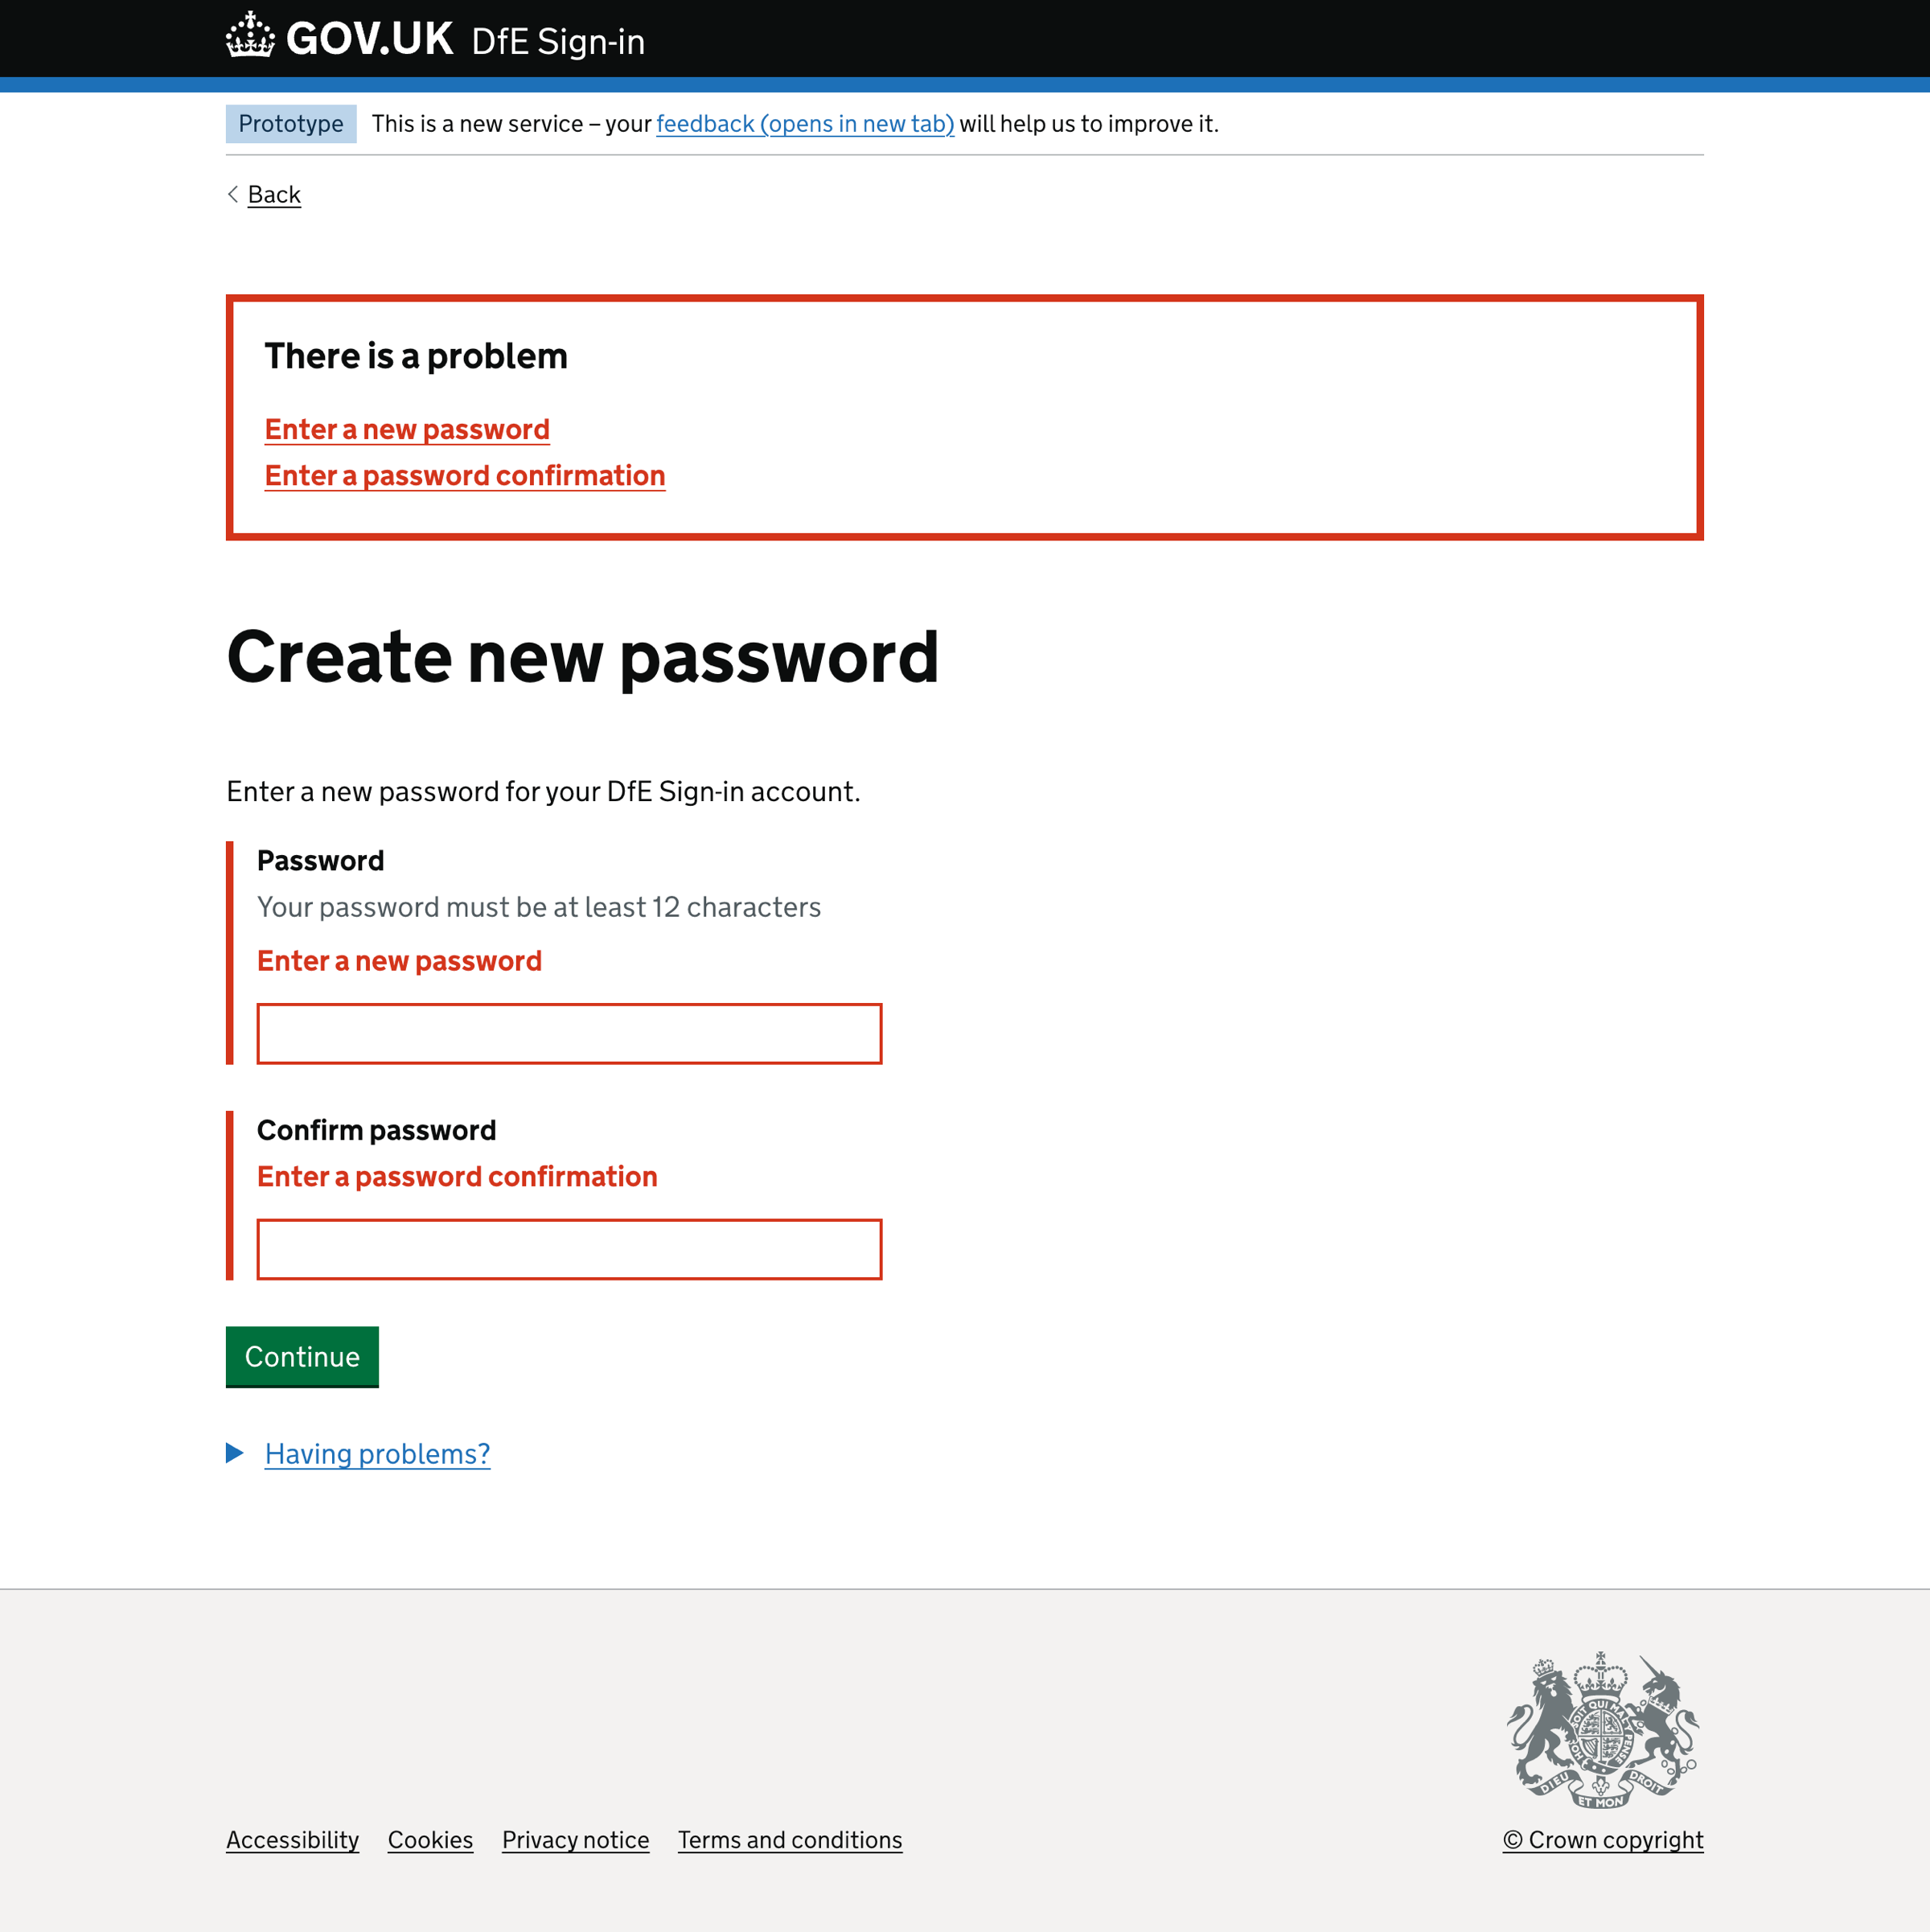 GOV.UK DfE Sign-in
Prototype This is a new service – your feedback (opens in new tab) will help us to improve it.
Back
There is a problem
Enter a new password
Enter a password confirmation
Create new password
Enter a new password for your DfE Sign-in account.
Password
Your password must be at least 12 characters
Enter a new password
Confirm password
Enter a password confirmation
Continue
Having problems?
DIEU ET MON DROIT
Accessibility Cookies Privacy notice Terms and conditions © Crown copyright